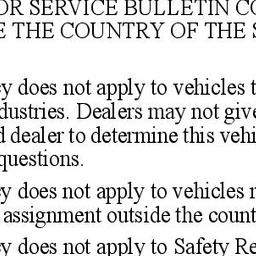 OR SERVICE BULLETIN CO
E THE COUNTRY OF THE S
y does not apply to vehicles t
dustries. Dealers may not give
d dealer to determine this vehi
questions.
y does not apply to vehicles r
assignment outside the count
y does not apply to Safety Re